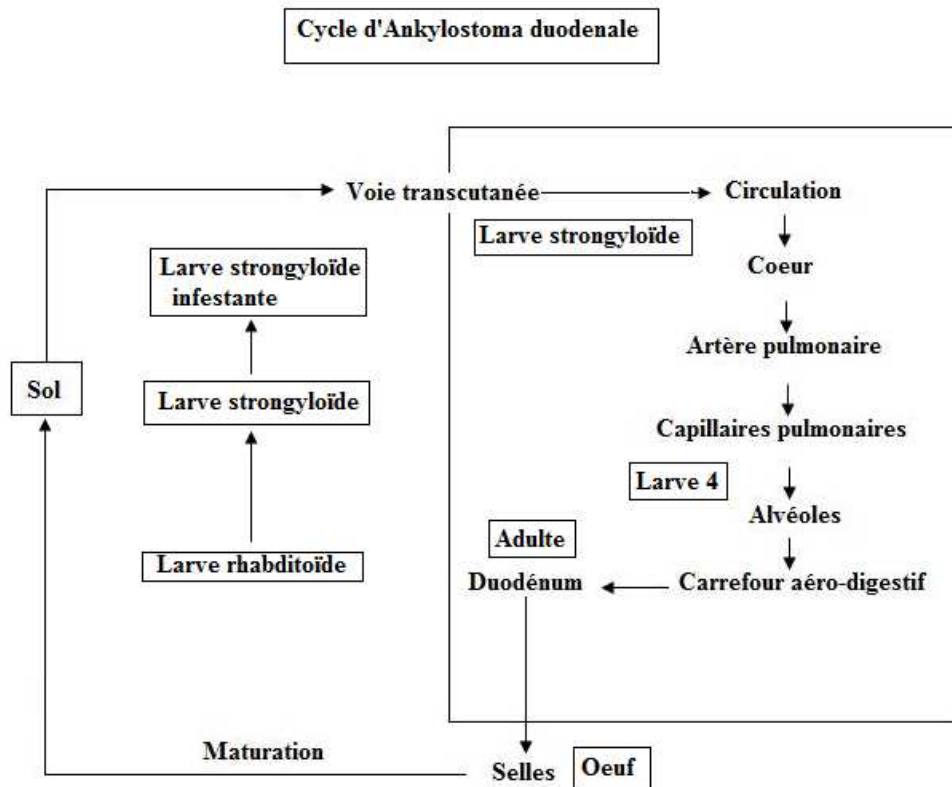 Cycle d'Ankylostoma duodenale
Voie transcutanée
Circulation
Larve strongyloïde
Larve strongyloïde
infestante
Coeur
Artère pulmonaire
Sol
Larve strongyloïde
Capillaires pulmonaires
Larve 4
Alvéoles
Adulte
Larve rhabditoïde
Duodénum
Carrefour aéro-digestif
Maturation
Selles
Oeuf